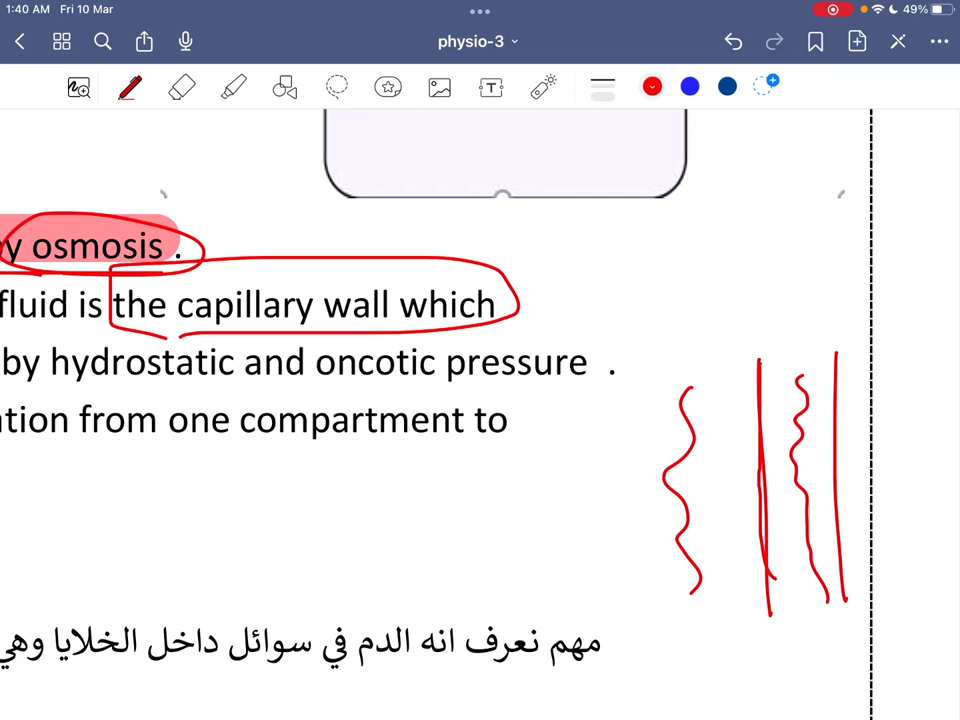 1:40 AM Fri 10 Mar
49%
physio-3
y osmosis .
fluid is the capillary wall which
by hydrostatic and oncotic pressure .
ation from one compartment to
مهم نعرف انه الدم في سوائل داخل الخلايا وهي